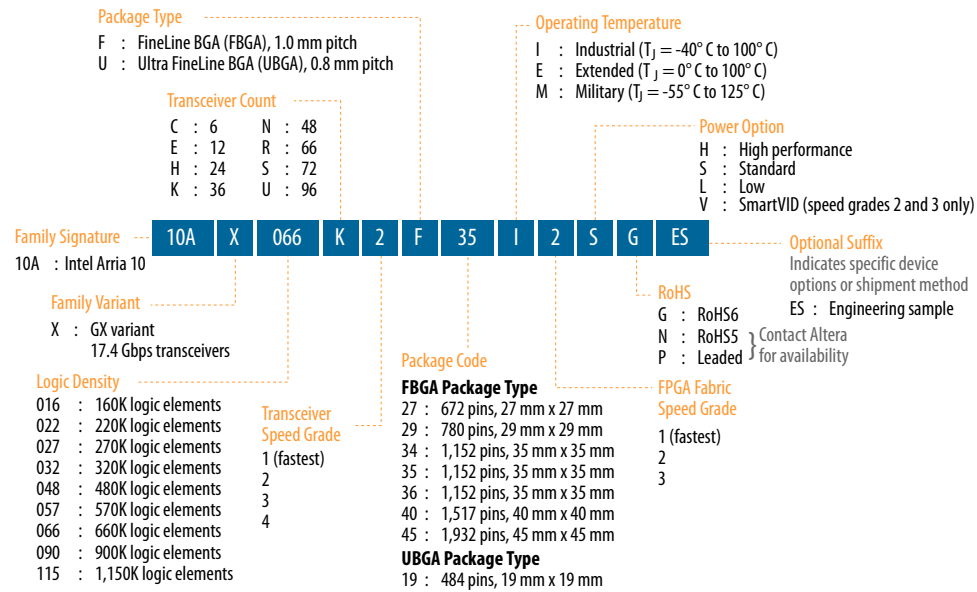 Package Type
F : FineLine BGA (FBGA), 1.0 mm pitch
U : Ultra FineLine BGA (UBGA), 0.8 mm pitch
Operating Temperature
I : Industrial (TJ = -40° C to 100° C)
E : Extended (T J = 0° C to 100° C)
M : Military (TJ = -55° C to 125° C)
Transceiver Count
C : 6 N : 48
E : 12 R : 66
H : 24 S : 72
K : 36 U : 96
Power Option
H : High performance
S : Standard
L : Low
V : SmartVID (speed grades 2 and 3 only)
Family Signature
10A : Intel Arria 10
10A X 066 K 2 F 35 I 2 S G ES
Optional Suffix
Indicates specific device
options or shipment method
ES : Engineering sample
Family Variant
X : GX variant
17.4 Gbps transceivers
RoHS
G : RoHS6
N : RoHS5
P : Leaded
} Contact Altera
for availability
Logic Density
016 : 160K logic elements
022 : 220K logic elements
027 : 270K logic elements
032 : 320K logic elements
048 : 480K logic elements
057 : 570K logic elements
066 : 660K logic elements
090 : 900K logic elements
115 : 1,150K logic elements
Transceiver
Speed Grade
1 (fastest)
2
3
4
Package Code
FBGA Package Type
27 : 672 pins, 27 mm x 27 mm
29 : 780 pins, 29 mm x 29 mm
34 : 1,152 pins, 35 mm x 35 mm
35 : 1,152 pins, 35 mm x 35 mm
36 : 1,152 pins, 35 mm x 35 mm
40 : 1,517 pins, 40 mm x 40 mm
45 : 1,932 pins, 45 mm x 45 mm
UBGA Package Type
19 : 484 pins, 19 mm x 19 mm
FPGA Fabric
Speed Grade
1 (fastest)
2
3